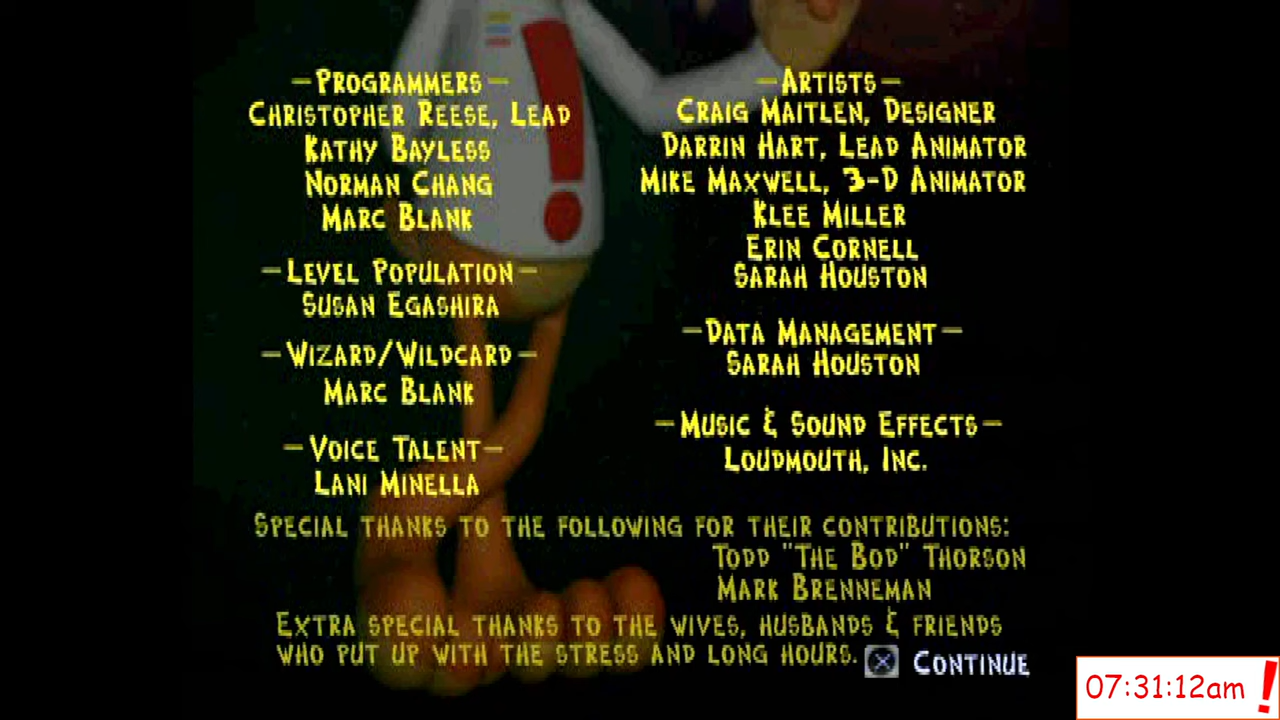 —Programmers—
Christopher Reese, Lead
Kathy Bayless
Norman Chang
Marc Blank
—Level Population—
Susan Egashira
—Wizard/Wildcard—
Marc Blank
—Voice Talent—
Lani Minella
—Artists—
Craig Maitlen, Designer
Darrin Hart, Lead Animator
Mike Maxwell, 3-D Animator
Klee Miller
Erin Cornell
Sarah Houston
—Data Management—
Sarah Houston
—Music & Sound Effects—
Loudmouth, Inc.
Special thanks to the following for their contributions:
Todd "The Bod" Thorson
Mark Brenneman
Extra special thanks to the wives, husbands & friends
who put up with the stress and long hours.
Continue
07:31:12am!